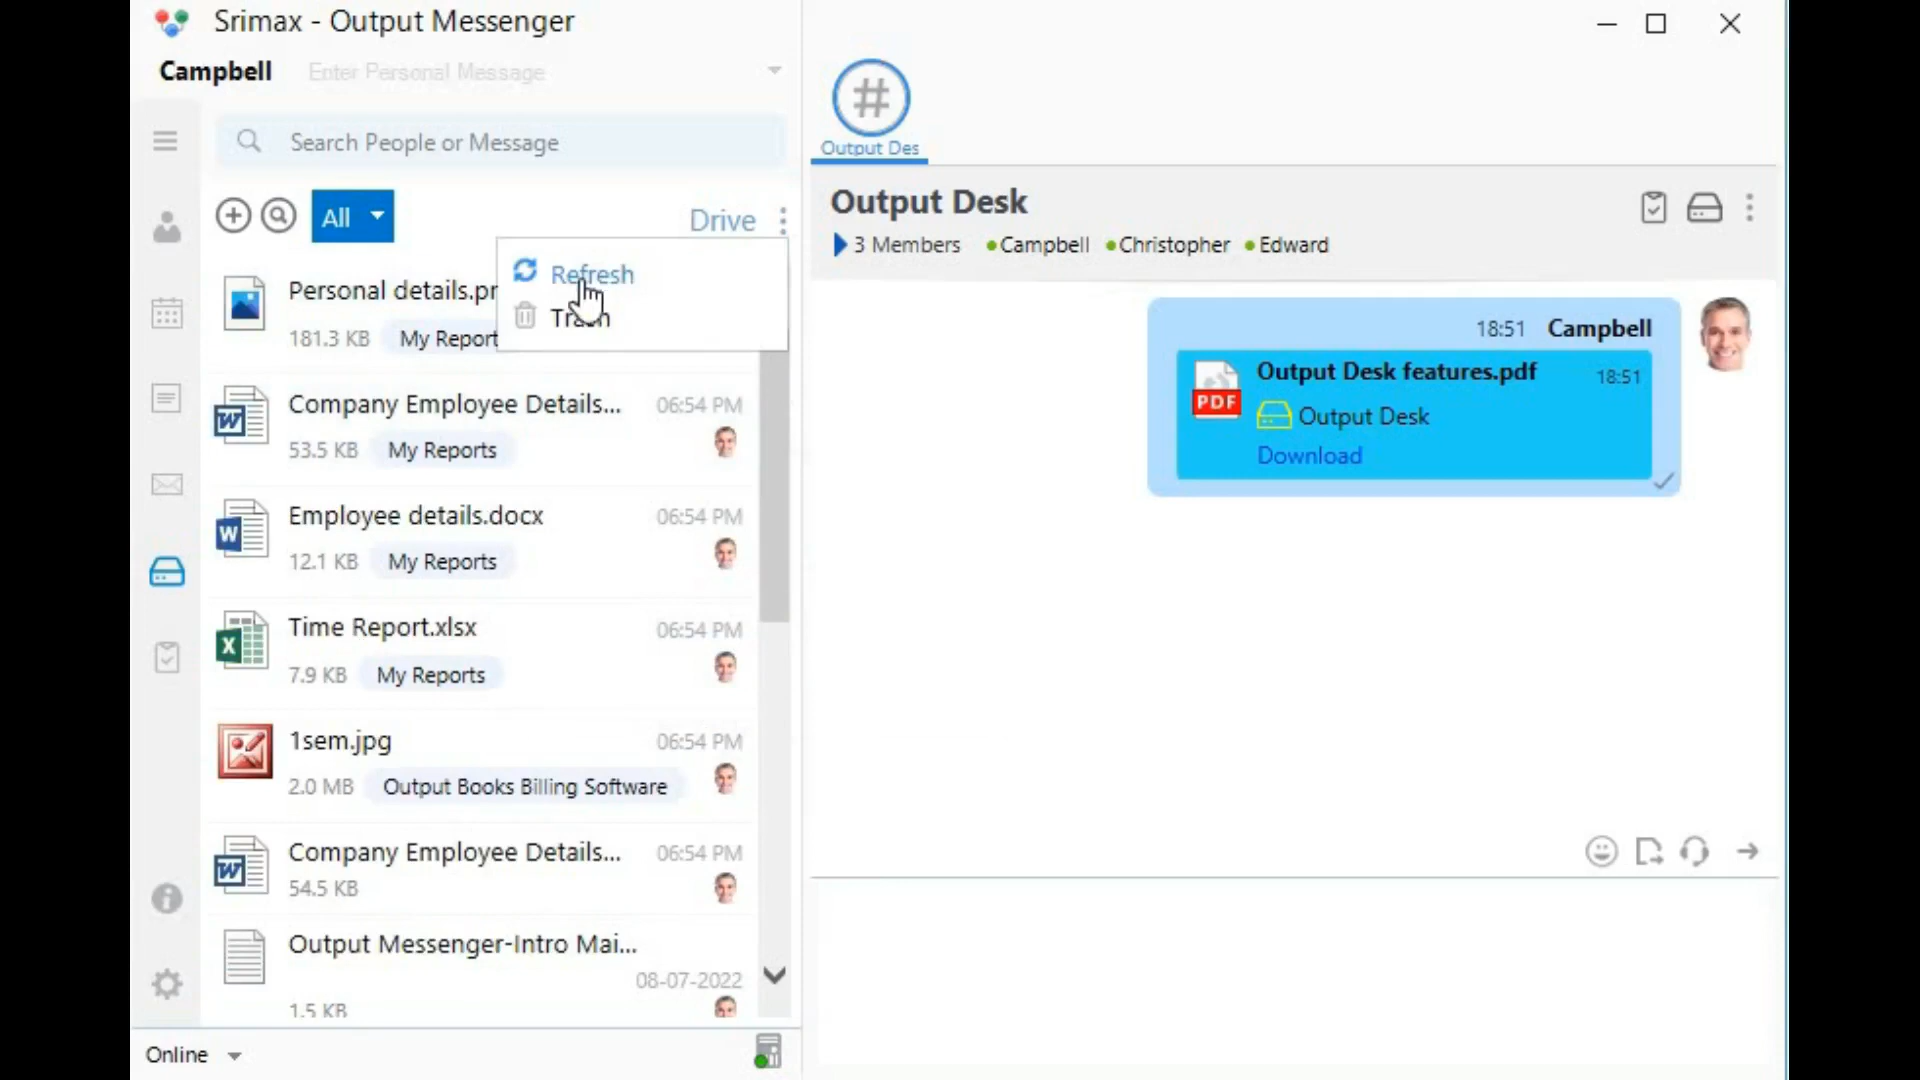 Srimax - Output Messenger
Campbell
Enter Personal Message
Search People or Message
All
Drive
Refresh
Trash
Personal details.pr
181.3 KB
My Report
Company Employee Details...
06:54 PM
53.5 KB
My Reports
Employee details.docx
06:54 PM
12.1 KB
My Reports
Time Report.xlsx
06:54 PM
7.9 KB
My Reports
1sem.jpg
06:54 PM
2.0 MB
Output Books Billing Software
Company Employee Details...
06:54 PM
54.5 KB
Output Messenger-Intro Mai...
08-07-2022
1.5 KB
Online
#
Output Des
Output Desk
3 Members Campbell Christopher Edward
18:51 Campbell
Output Desk features.pdf
18:51
PDF
Output Desk
Download